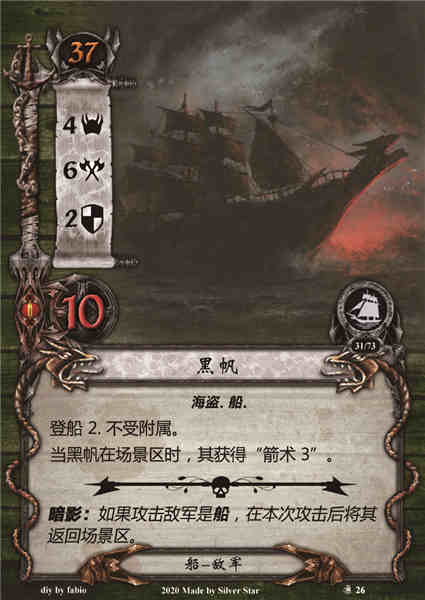 37
4
6
2
10
31/73
黑帆
海盗. 船.
登船 2. 不受附属。
当黑帆在场景区时，其获得“箭术 3”。
暗影：如果攻击敌军是船，在本次攻击后将其
返回场景区。
船-敌军
diy by fabio
2020 Made by Silver Star
26